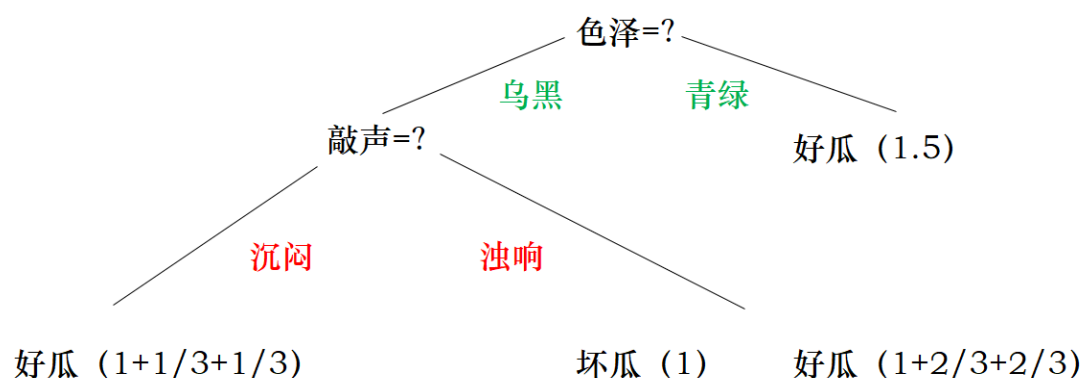 色泽=?
乌黑 青绿
敲声=?
好瓜（1.5）
沉闷 浊响
好瓜（1+1/3+1/3）
坏瓜（1）
好瓜（1+2/3+2/3）